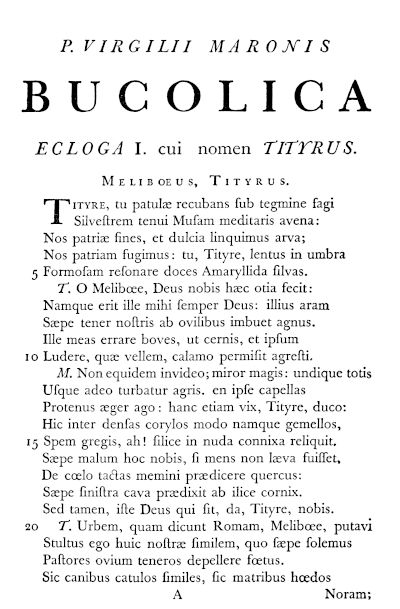 P. VIRGILII MARONIS
BUCOLICA
ECLOGA I. cui nomen TITYRUS.
MELIBOEUS, TITYRUS.
TITYRE, tu patulæ recubans ſub tegmine fagi
Silveſtrem tenui Muſam meditaris avena:
Nos patriæ fines, et dulcia linquimus arva;
Nos patriam fugimus: tu, Tityre, lentus in umbra
5 Formoſam reſonare doces Amaryllida ſilvas.
T. O Melibœe, Deus nobis hæc otia fecit:
Namque erit ille mihi ſemper Deus: illius aram
Sæpe tener noſtris ab ovilibus imbuet agnus.
Ille meas errare boves, ut cernis, et ipſum
10 Ludere, quæ vellem, calamo permiſit agreſti.
M. Non equidem invideo; miror magis: undique totis
Uſque adeo turbatur agris. en ipſe capellas
Protenus æger ago: hanc etiam vix, Tityre, duco:
Hic inter denſas corylos modo namque gemellos,
15 Spem gregis, ah! ſilice in nuda connixa reliquit.
Sæpe malum hoc nobis, ſi mens non læva fuiſſet,
De cœlo tactas memini prædicere quercus:
Sæpe ſiniſtra cava prædixit ab ilice cornix.
Sed tamen, iſte Deus qui ſit, da, Tityre, nobis.
20 T. Urbem, quam dicunt Romam, Melibœe, putavi
Stultus ego huic noſtræ ſimilem, quo ſæpe ſolemus
Paſtores ovium teneros depellere fœtus.
Sic canibus catulos ſimiles, ſic matribus hœdos
A Noram;